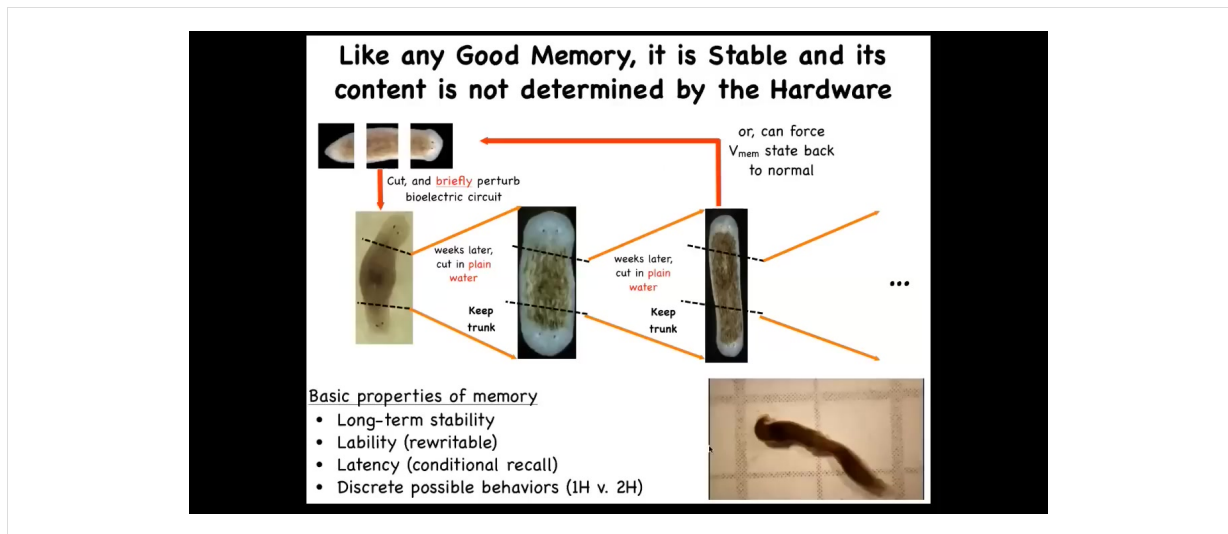 Like any Good Memory, it is Stable and its
content is not determined by the Hardware
or, can force
Vmem state back
to normal
Cut, and briefly perturb
bioelectric circuit
weeks later,
cut in plain
water
Keep
trunk
weeks later,
cut in plain
water
Keep
trunk
...
Basic properties of memory
• Long-term stability
• Lability (rewritable)
• Latency (conditional recall)
• Discrete possible behaviors (1H v. 2H)